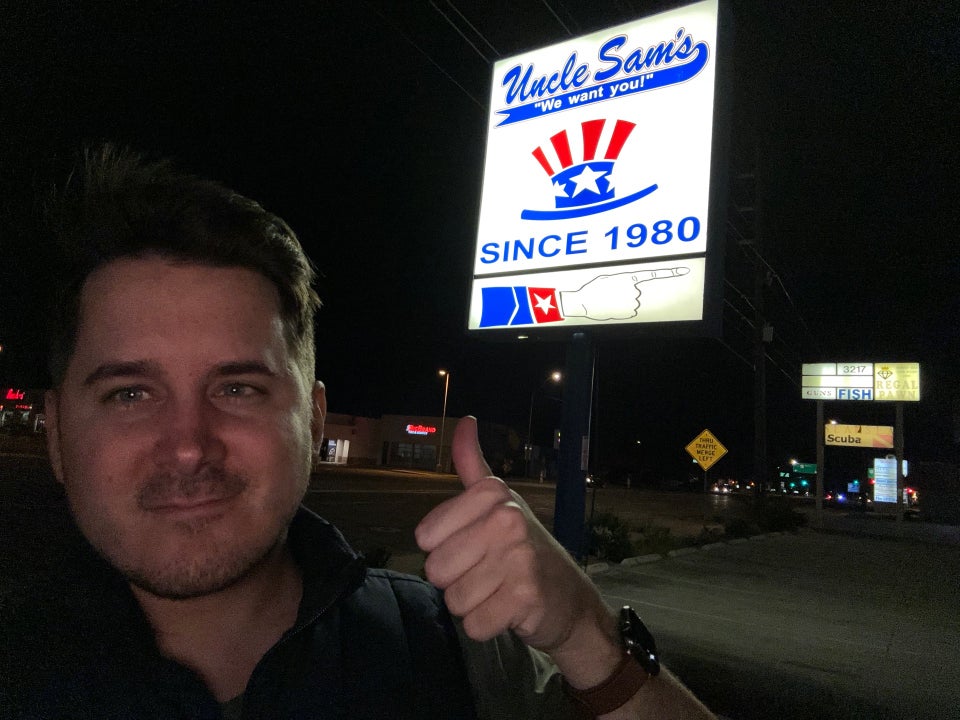 Uncle Sam's
"We want you!"
SINCE 1980
3217
GUNS
FISH
REGAL
PAWN
Scuba
THRU
TRAFFIC
MERGE
LEFT